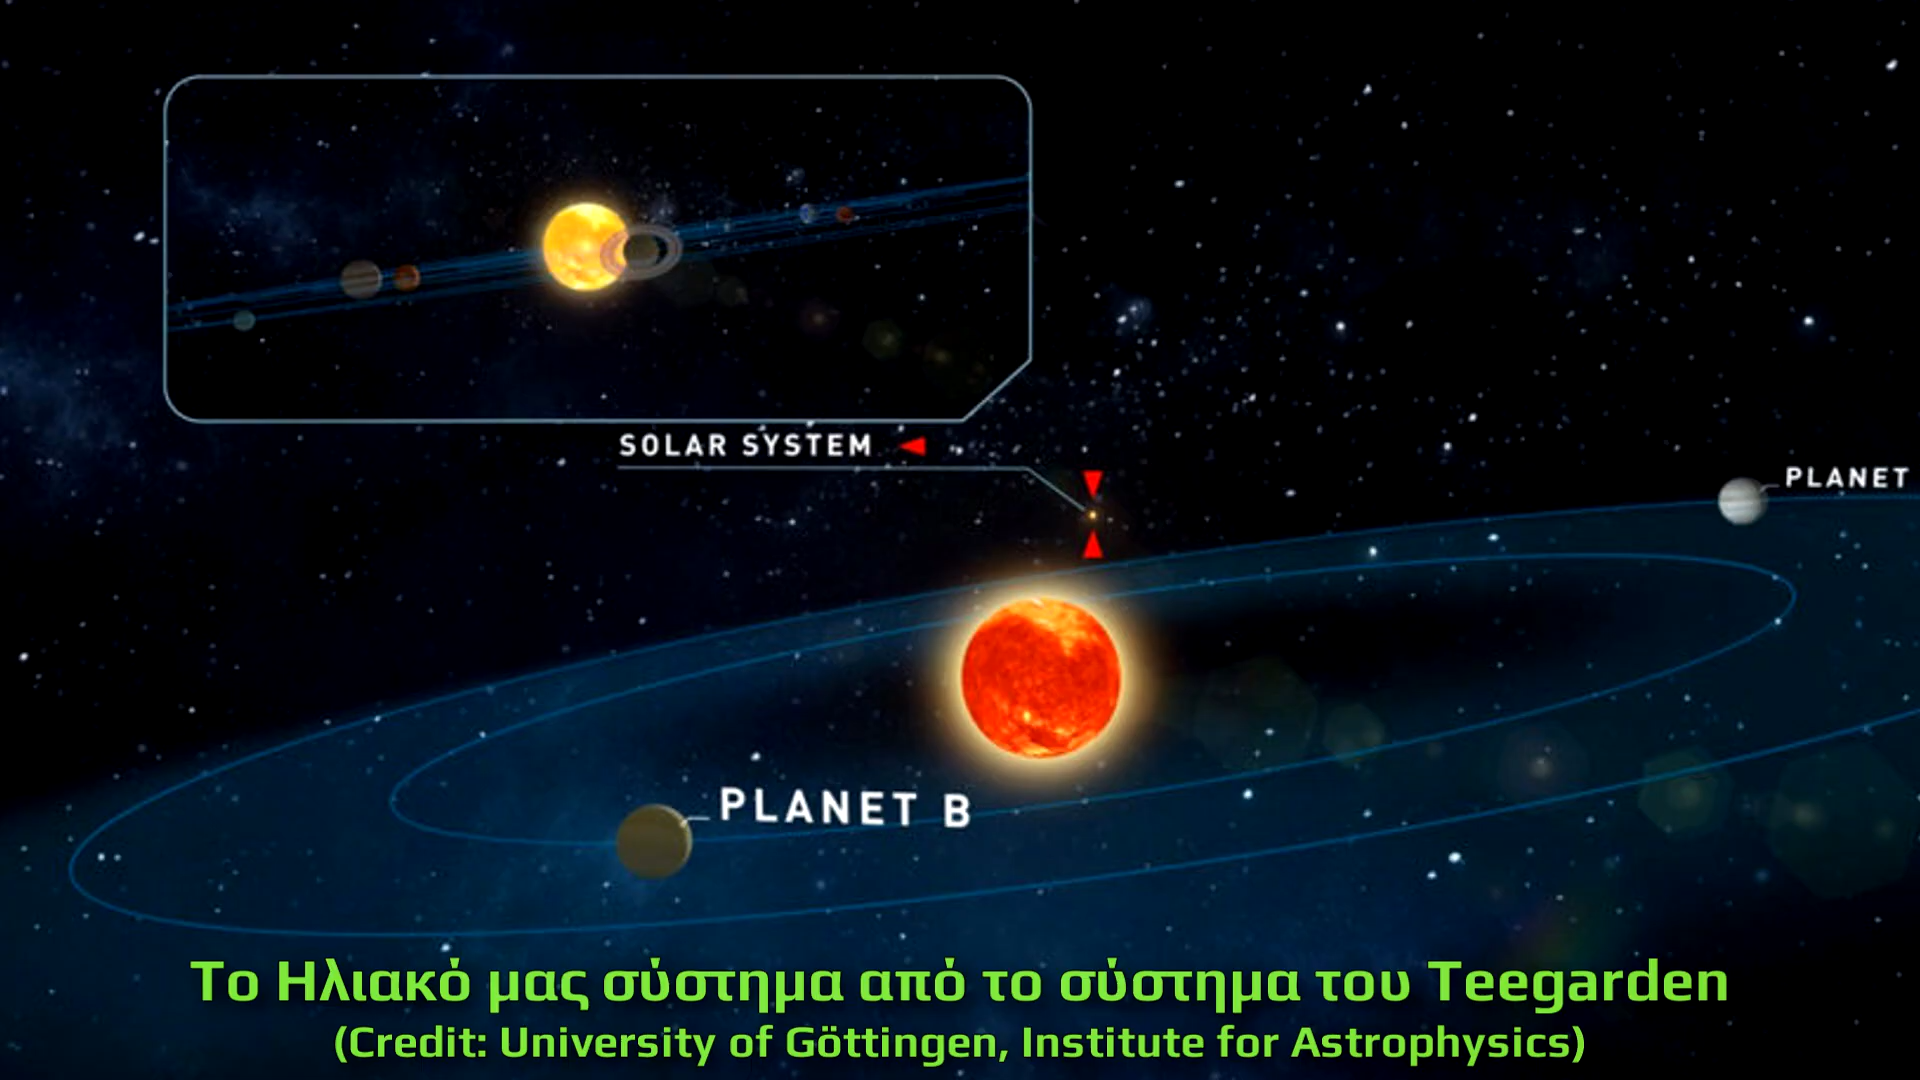 SOLAR SYSTEM
PLANET
PLANET B
Το Ηλιακό μας σύστημα από το σύστημα του Teegarden
(Credit: University of Göttingen, Institute for Astrophysics)